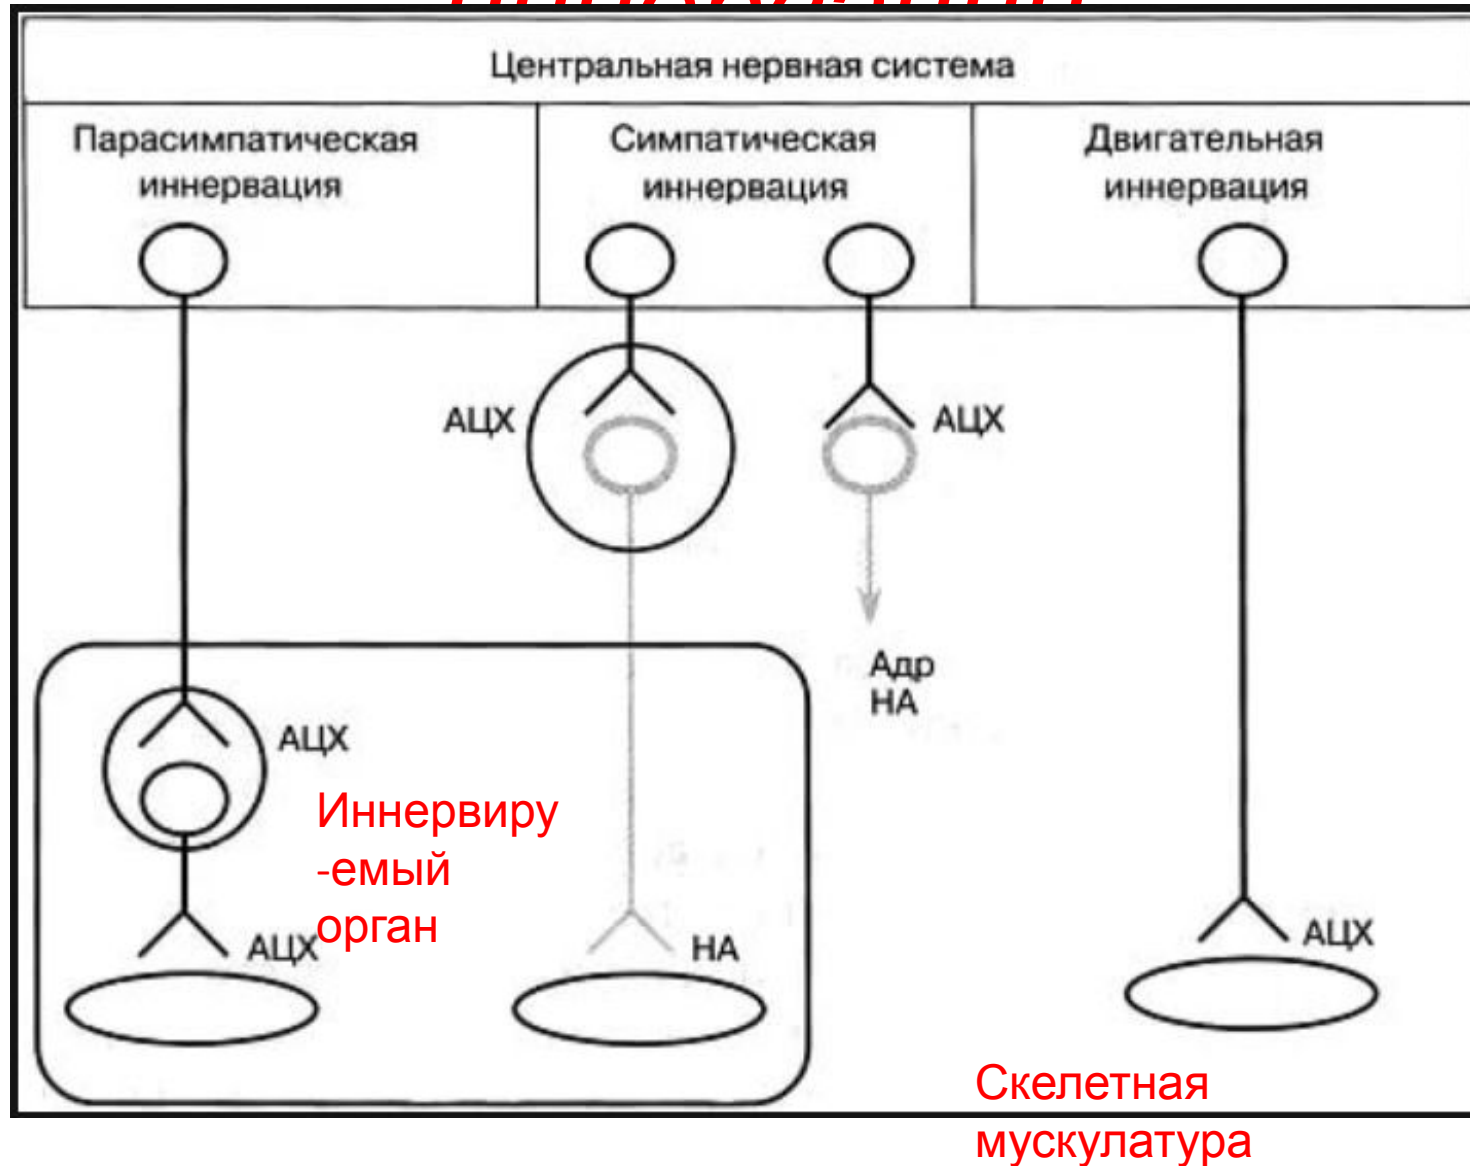 Центральная нервная система
Парасимпатическая
иннервация
Симпатическая
иннервация
Двигательная
иннервация
АЦХ
АЦХ
Адр
НА
АЦХ
Иннервиру
-емый
орган
АЦХ
НА
АЦХ
Скелетная
мускулатура